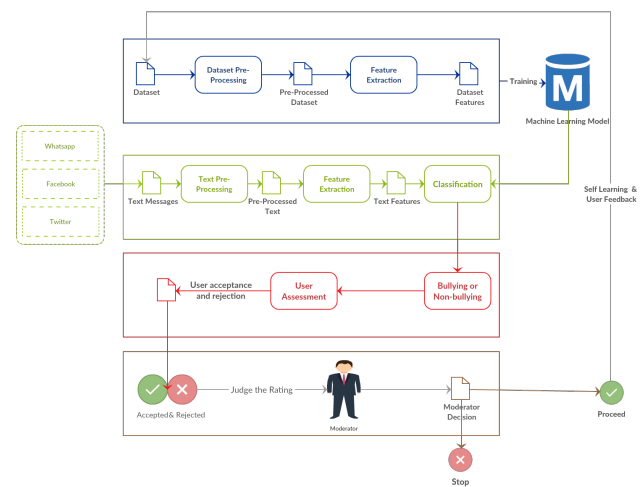 Dataset
Dataset Pre-
Processing
Pre-Processed
Dataset
Feature
Extraction
Dataset
Features
Training
M
Machine Learning Model
Whatsapp
Facebook
Twitter
Text Messages
Text Pre-
Processing
Pre-Processed
Text
Feature
Extraction
Text Features
Classification
Self Learning &
User Feedback
User acceptance
and rejection
User
Assessment
Bullying or
Non-bullying
Accepted& Rejected
Judge the Rating
Moderator
Moderator
Decision
Proceed
Stop